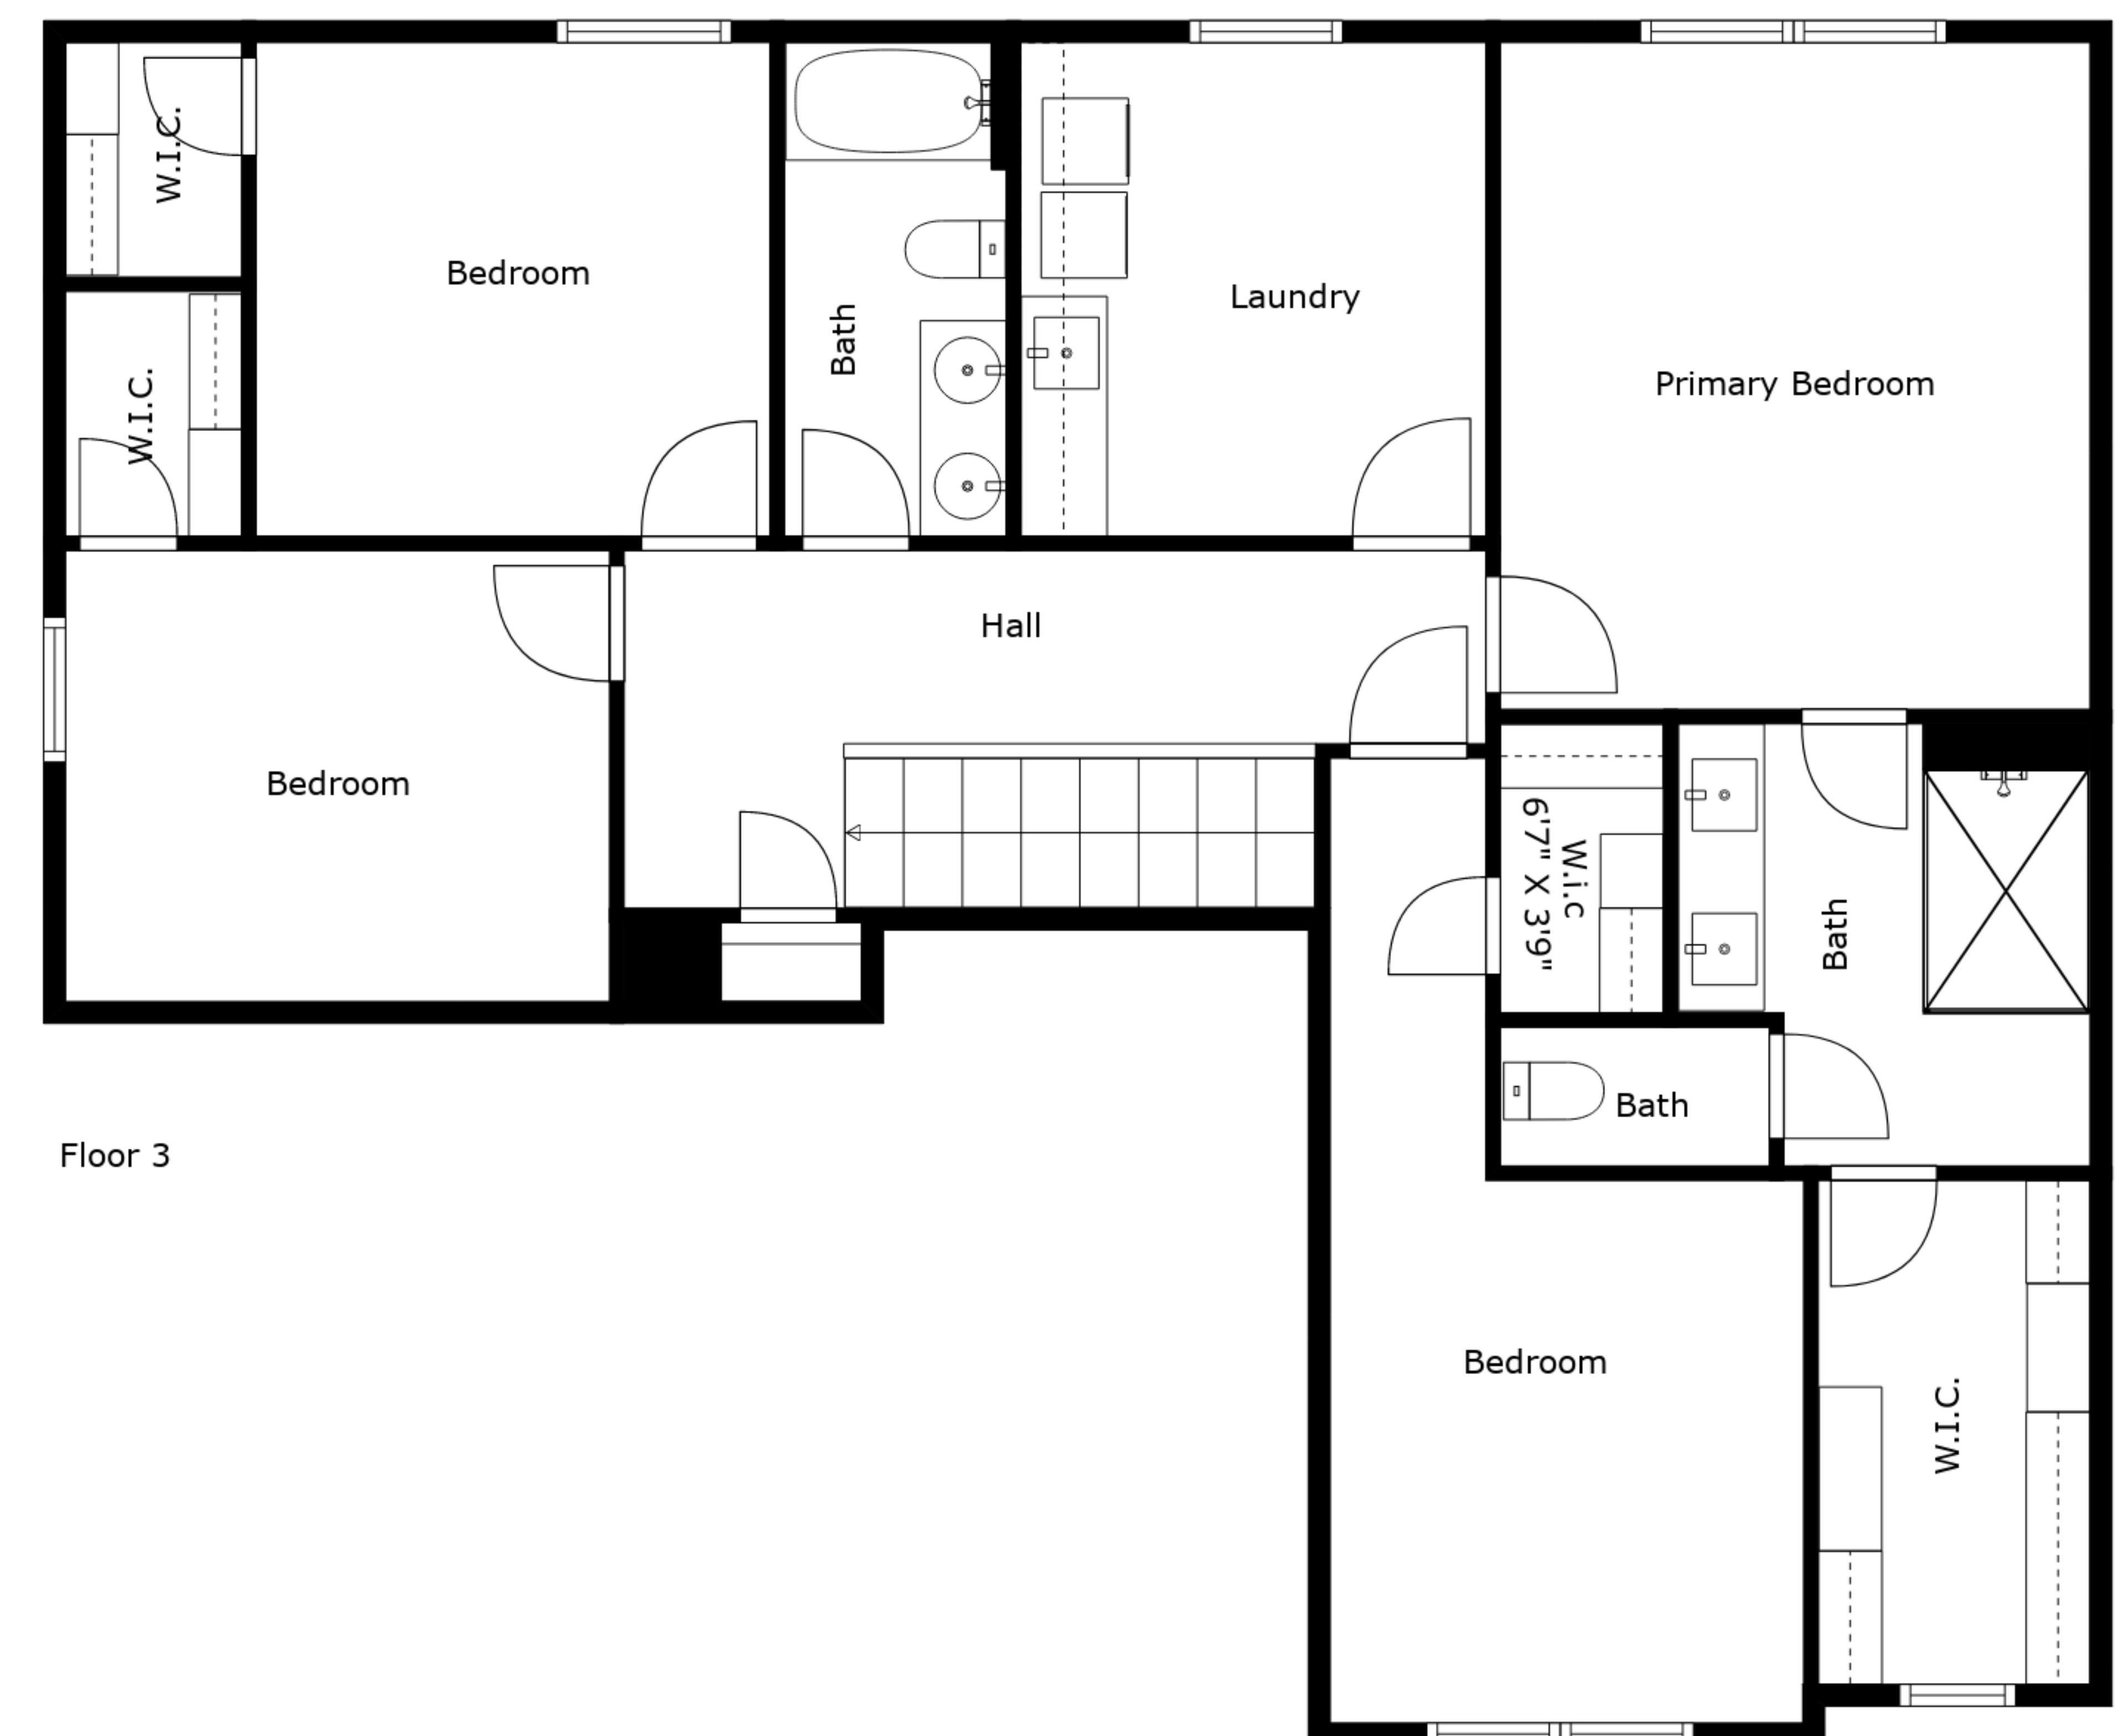 W.I.C.
Bedroom
Bath
Laundry
Primary Bedroom
W.I.C.
Hall
Bedroom
W.i.c
6'7" X 3'9"
Bath
Bath
Floor 3
Bedroom
W.I.C.